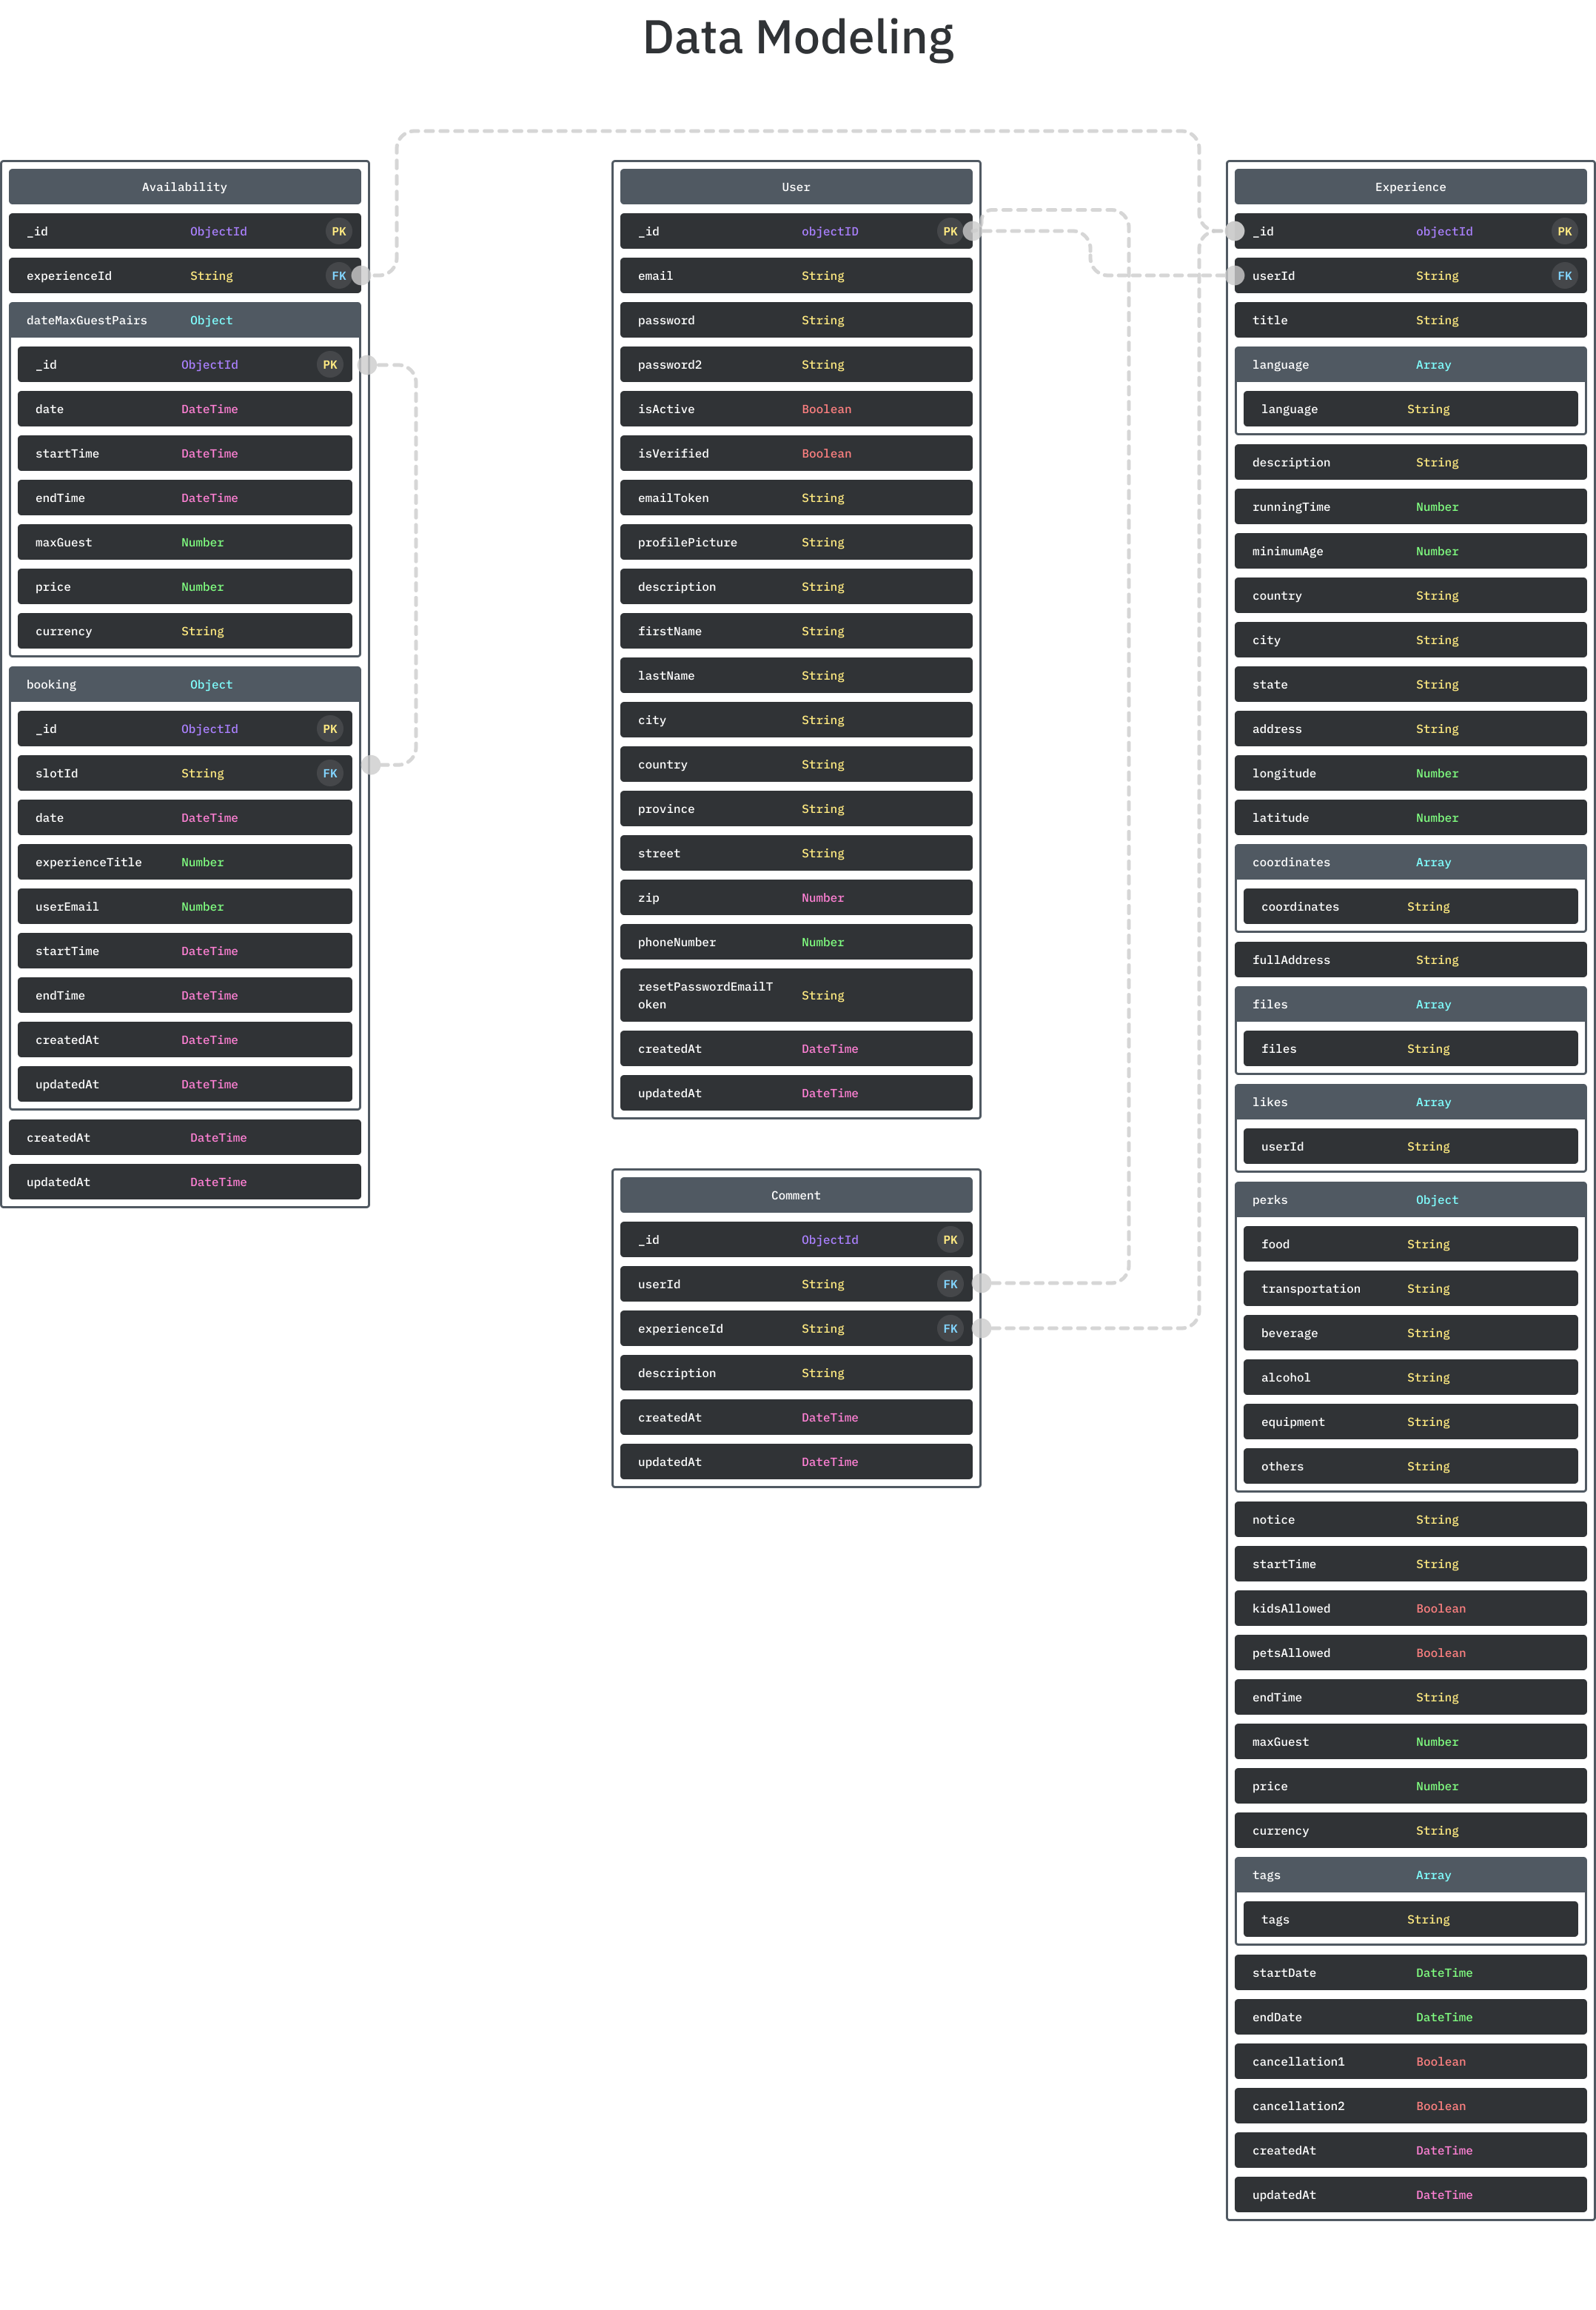 Data Modeling
Availability
_id ObjectId PK
experienceId String FK
dateMaxGuestPairs Object
_id ObjectId PK
date DateTime
startTime DateTime
endTime DateTime
maxGuest Number
price Number
currency String
booking Object
_id ObjectId PK
slotId String FK
date DateTime
experienceTitle Number
userEmail Number
startTime DateTime
endTime DateTime
createdAt DateTime
updatedAt DateTime
createdAt DateTime
updatedAt DateTime
User
_id objectID PK
email String
password String
password2 String
isActive Boolean
isVerified Boolean
emailToken String
profilePicture String
description String
firstName String
lastName String
city String
country String
province String
street String
zip Number
phoneNumber Number
resetPasswordEmailT
oken String
createdAt DateTime
updatedAt DateTime
Comment
_id ObjectId PK
userId String FK
experienceId String FK
description String
createdAt DateTime
updatedAt DateTime
Experience
_id objectId PK
userId String FK
title String
language Array
language String
description String
runningTime Number
minimumAge Number
country String
city String
state String
address String
longitude Number
latitude Number
coordinates Array
coordinates String
fullAddress String
files Array
files String
likes Array
userId String
perks Object
food String
transportation String
beverage String
alcohol String
equipment String
others String
notice String
startTime String
kidsAllowed Boolean
petsAllowed Boolean
endTime String
maxGuest Number
price Number
currency String
tags Array
tags String
startDate DateTime
endDate DateTime
cancellation1 Boolean
cancellation2 Boolean
createdAt DateTime
updatedAt DateTime